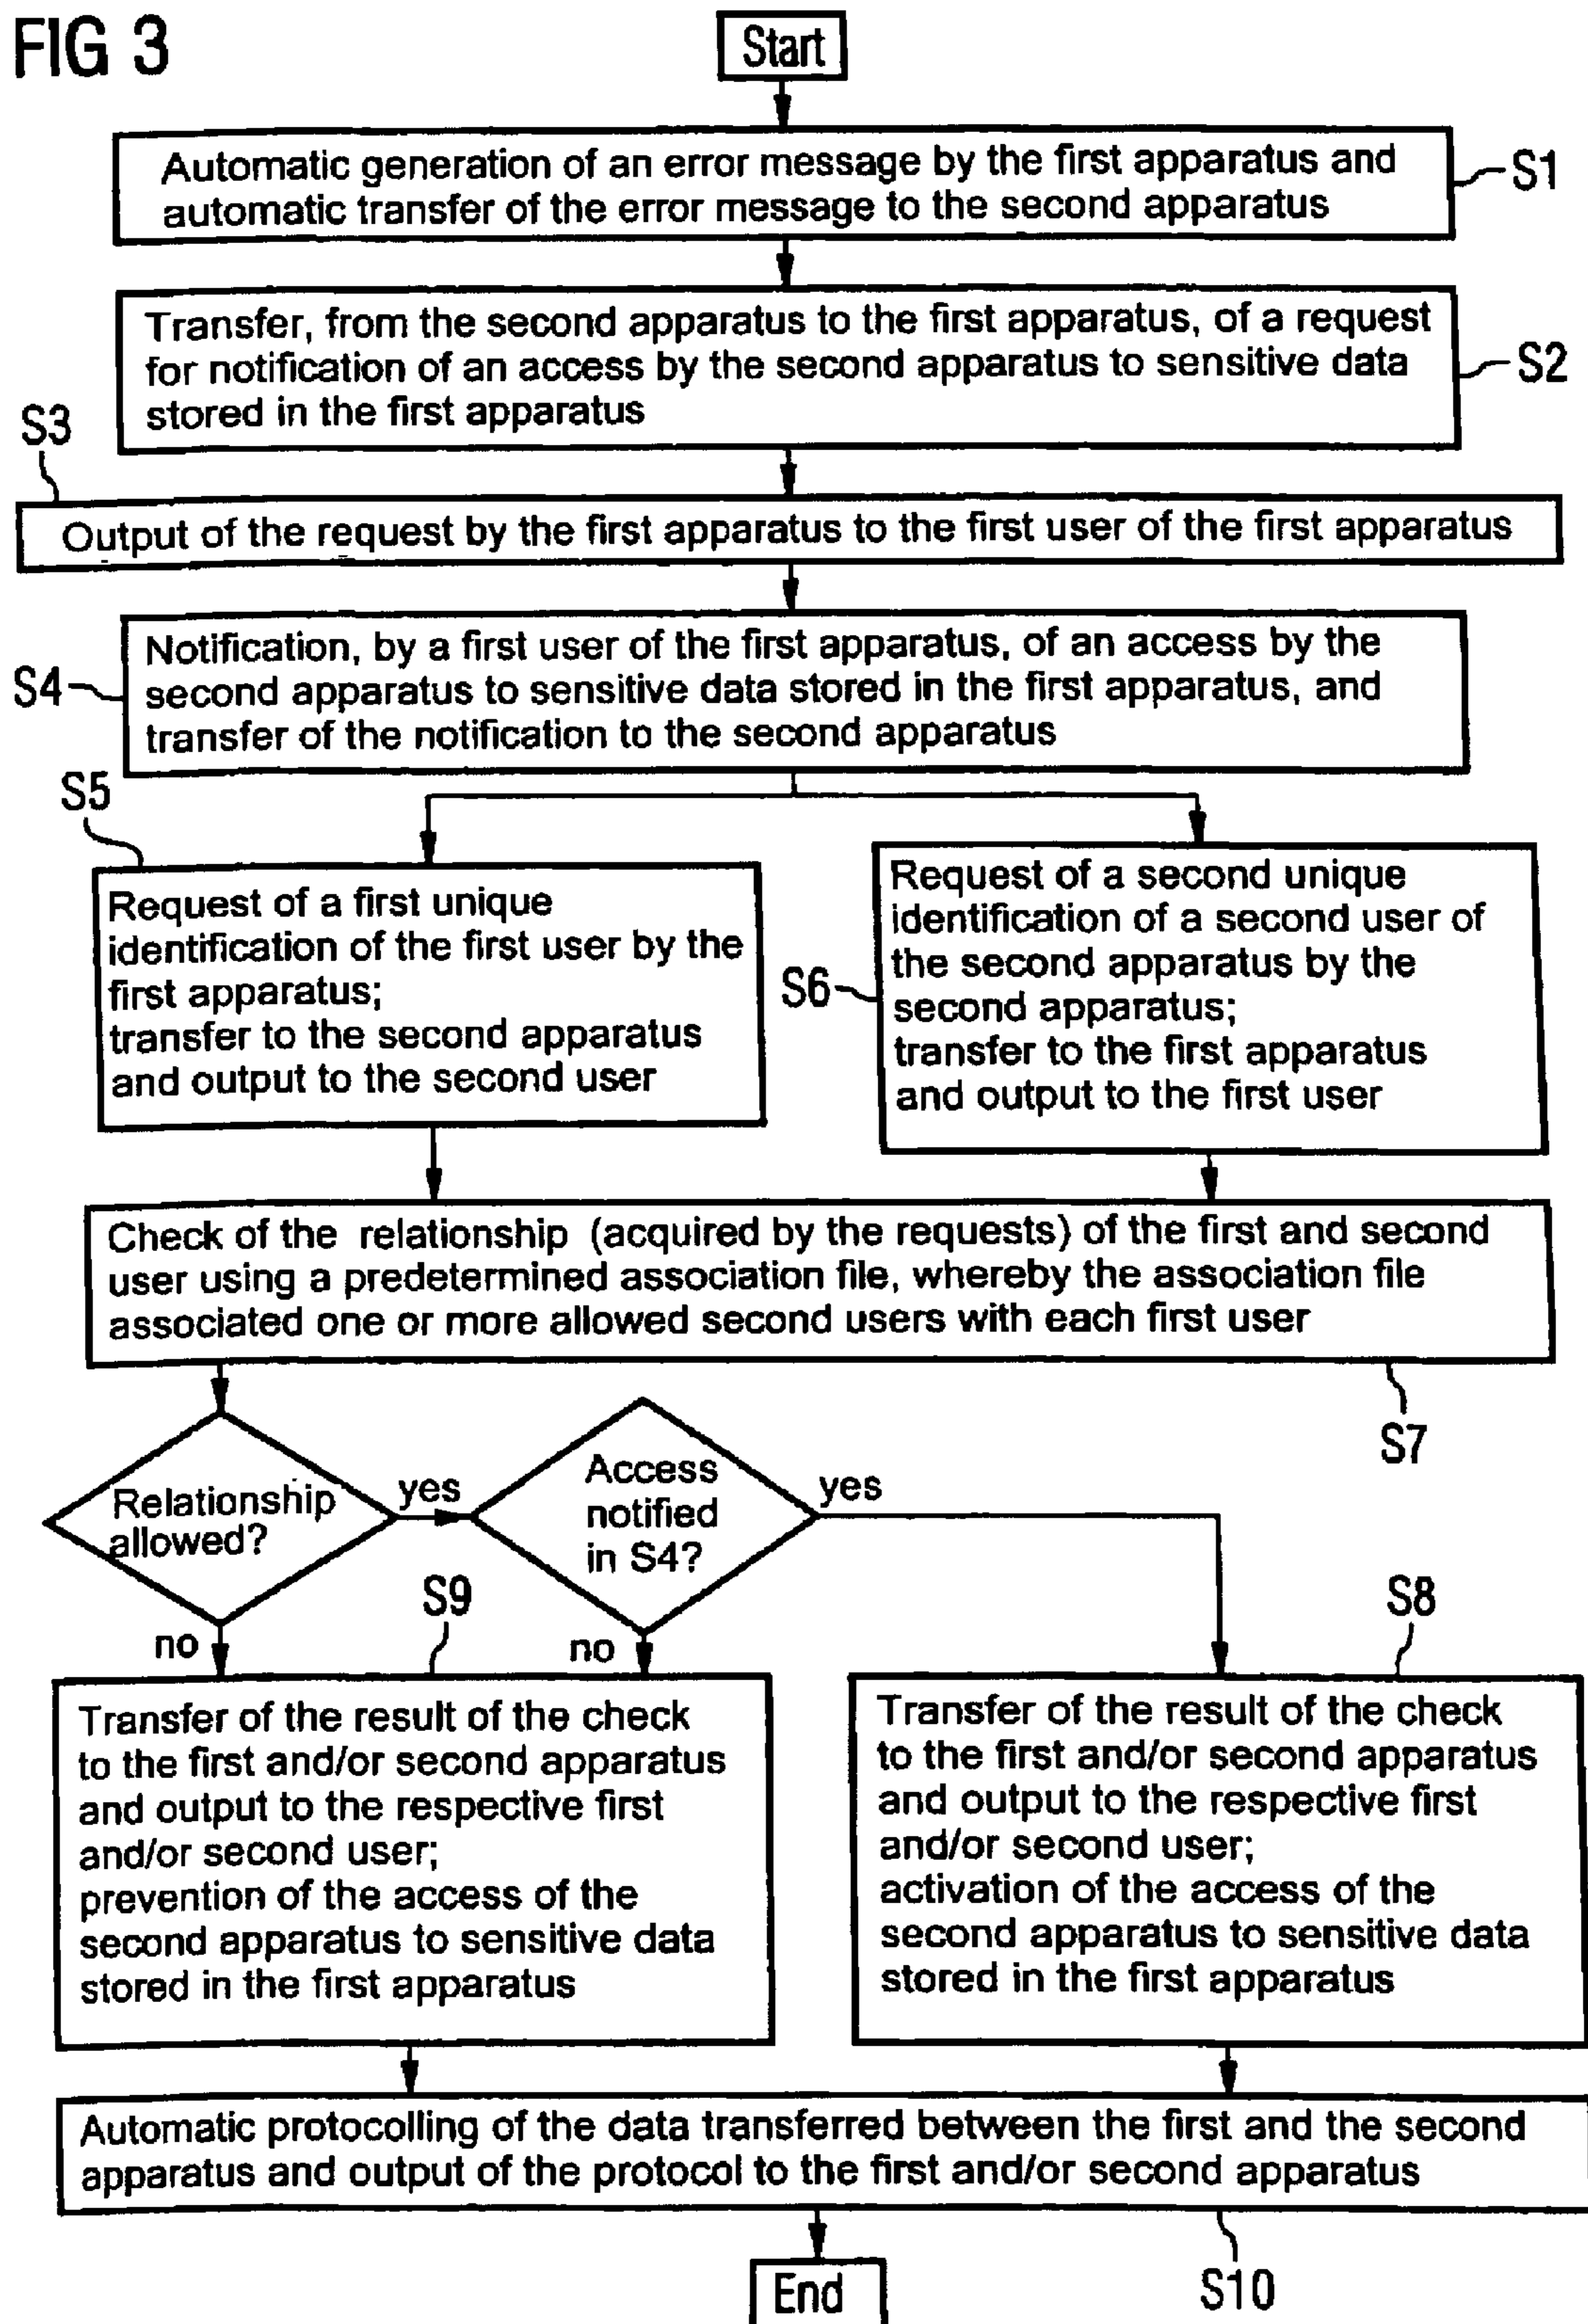 FIG 3
Start
Automatic generation of an error message by the first apparatus and
automatic transfer of the error message to the second apparatus
S1
Transfer, from the second apparatus to the first apparatus, of a request
for notification of an access by the second apparatus to sensitive data
stored in the first apparatus
S2
S3
Output of the request by the first apparatus to the first user of the first apparatus
S4
Notification, by a first user of the first apparatus, of an access by the
second apparatus to sensitive data stored in the first apparatus, and
transfer of the notification to the second apparatus
S5
Request of a first unique
identification of the first user by the
first apparatus;
transfer to the second apparatus
and output to the second user
S6
Request of a second unique
identification of a second user of
the second apparatus by the
second apparatus;
transfer to the first apparatus
and output to the first user
Check of the relationship (acquired by the requests) of the first and second
user using a predetermined association file, whereby the association file
associated one or more allowed second users with each first user
S7
Relationship
allowed?
yes
Access
notified
in S4?
yes
no
S9
no
S8
Transfer of the result of the check
to the first and/or second apparatus
and output to the respective first
and/or second user;
prevention of the access of the
second apparatus to sensitive data
stored in the first apparatus
Transfer of the result of the check
to the first and/or second apparatus
and output to the respective first
and/or second user;
activation of the access of the
second apparatus to sensitive data
stored in the first apparatus
Automatic protocolling of the data transferred between the first and the second
apparatus and output of the protocol to the first and/or second apparatus
S10
End